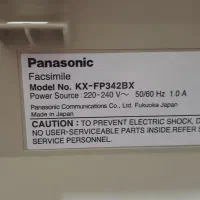 Panasonic
Facsimile
Model No. KX-FP342BX
Power Source : 220-240 V～ 50/60 Hz 1.0 A
Panasonic Communications Co., Ltd. Fukuoka Japan
Made in Japan
CAUTION: TO PREVENT ELECTRIC SHOCK, D
NO USER-SERVICEABLE PARTS INSIDE.REFER S
SERVICE PERSONNEL.